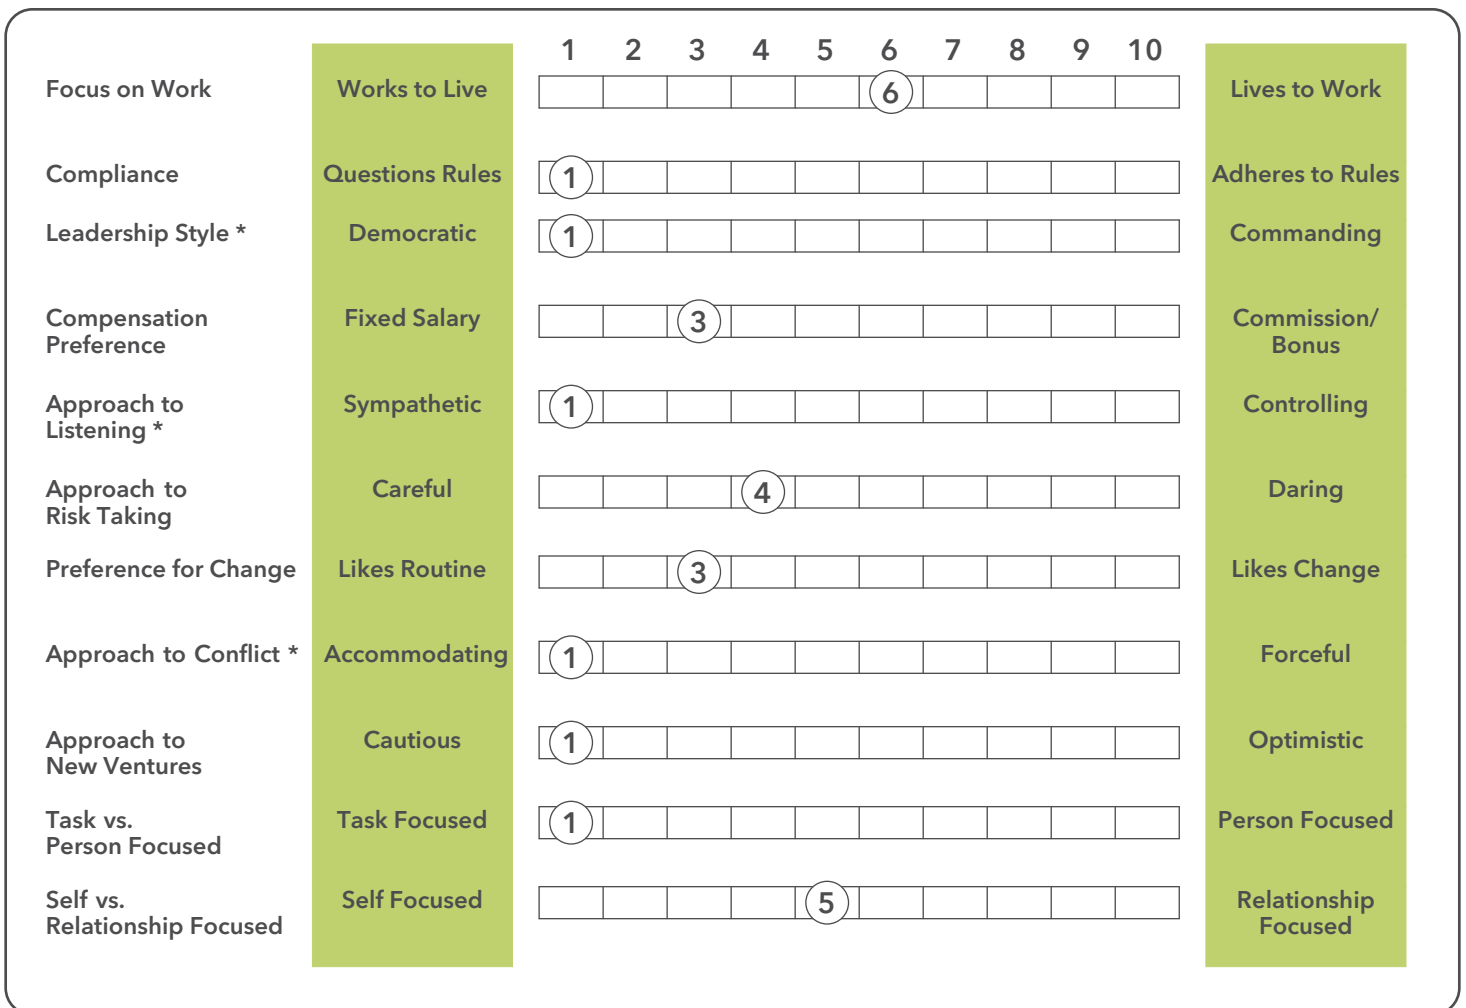 1 2 3 4 5 6 7 8 9 10
Focus on Work Works to Live 6 Lives to Work
Compliance Questions Rules 1 Adheres to Rules
Leadership Style * Democratic 1 Commanding
Compensation Fixed Salary 3 Commission/
Preference Bonus
Approach to Sympathetic 1 Controlling
Listening *
Approach to Careful 4 Daring
Risk Taking
Preference for Change Likes Routine 3 Likes Change
Approach to Conflict * Accommodating 1 Forceful
Approach to Cautious 1 Optimistic
New Ventures
Task vs. Task Focused 1 Person Focused
Person Focused
Self vs. Self Focused 5 Relationship
Relationship Focused Focused